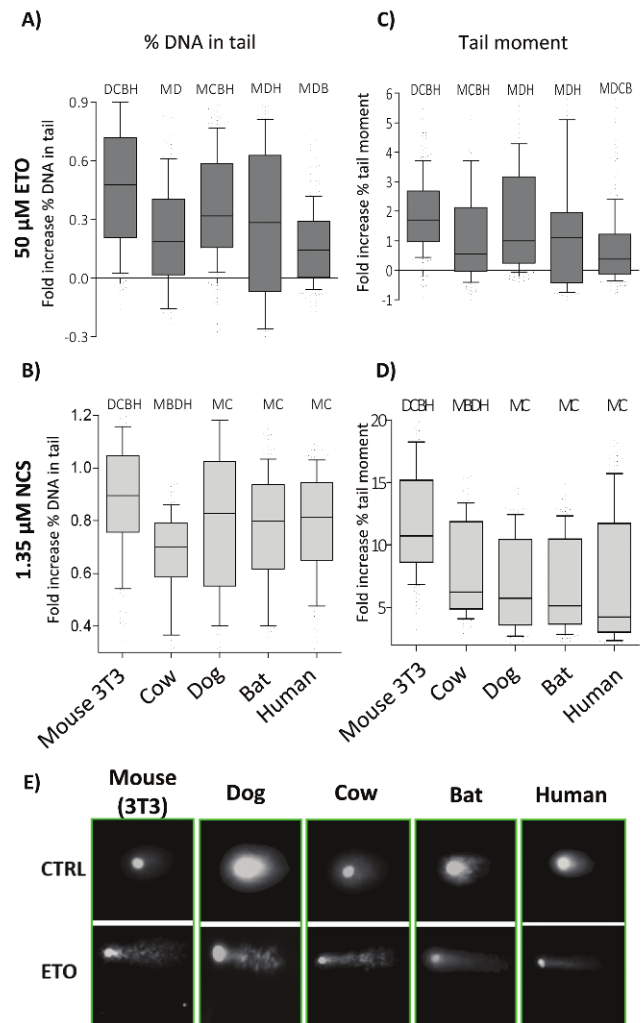 A)
% DNA in tail
DCBH MD MCBH MDH MDB
0.9
0.6
0.3
0.0
-0.3
Fold increase % DNA in tail
50 µM ETO
C)
Tail moment
DCBH MCBH MDH MDH MDCB
6
5
4
3
2
1
0
-1
Fold increase % tail moment
B)
DCBH MBDH MC MC MC
1.2
1.0
0.8
0.6
0.4
Fold increase % DNA in tail
1.35 µM NCS
Mouse 3T3
Cow
Dog
Bat
Human
D)
DCBH MBDH MC MC MC
20
15
10
5
Fold increase % tail moment
Mouse 3T3
Cow
Dog
Bat
Human
E)
Mouse
(3T3)
Dog
Cow
Bat
Human
CTRL
ETO